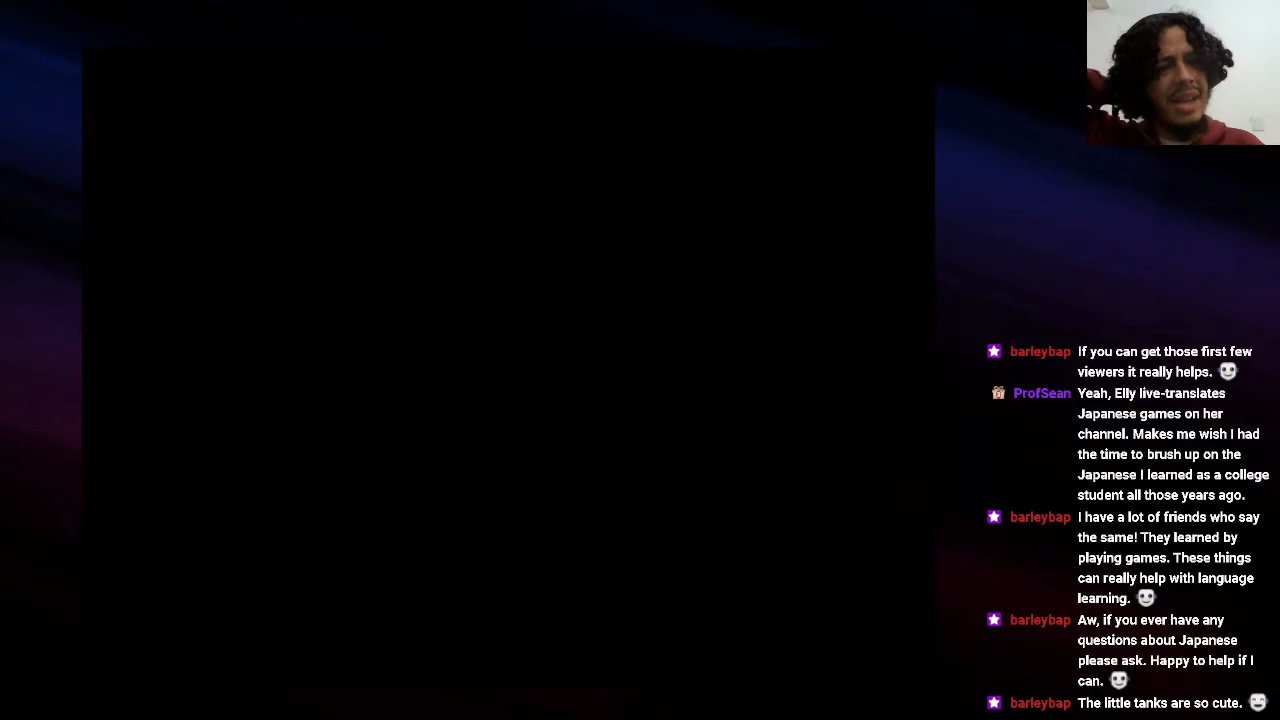 barleybap If you can get those first few
viewers it really helps.
ProfSean Yeah, Elly live-translates
Japanese games on her
channel. Makes me wish I had
the time to brush up on the
Japanese I learned as a college
student all those years ago.
barleybap I have a lot of friends who say
the same! They learned by
playing games. These things
can really help with language
learning.
barleybap Aw, if you ever have any
questions about Japanese
please ask. Happy to help if I
can.
barleybap The little tanks are so cute.